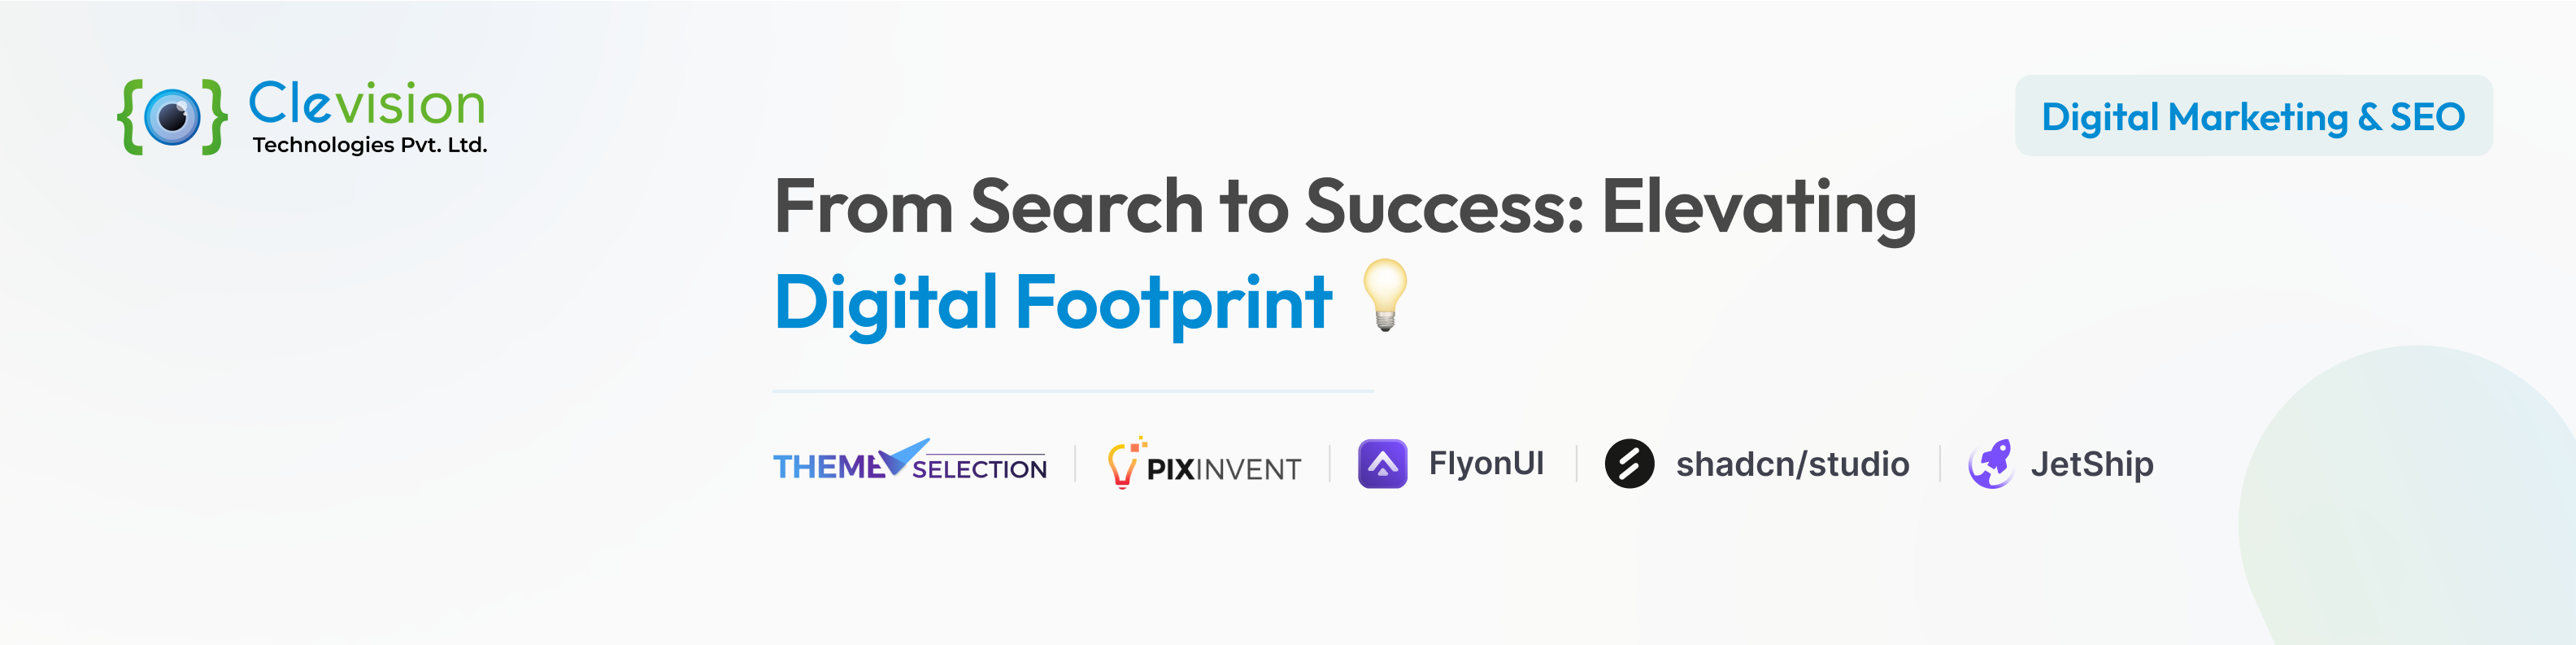 Clevision
Technologies Pvt. Ltd.
Digital Marketing & SEO
From Search to Success: Elevating
Digital Footprint
THEMESELECTION
PIXINVENT
FlyonUI
shadcn/studio
JetShip